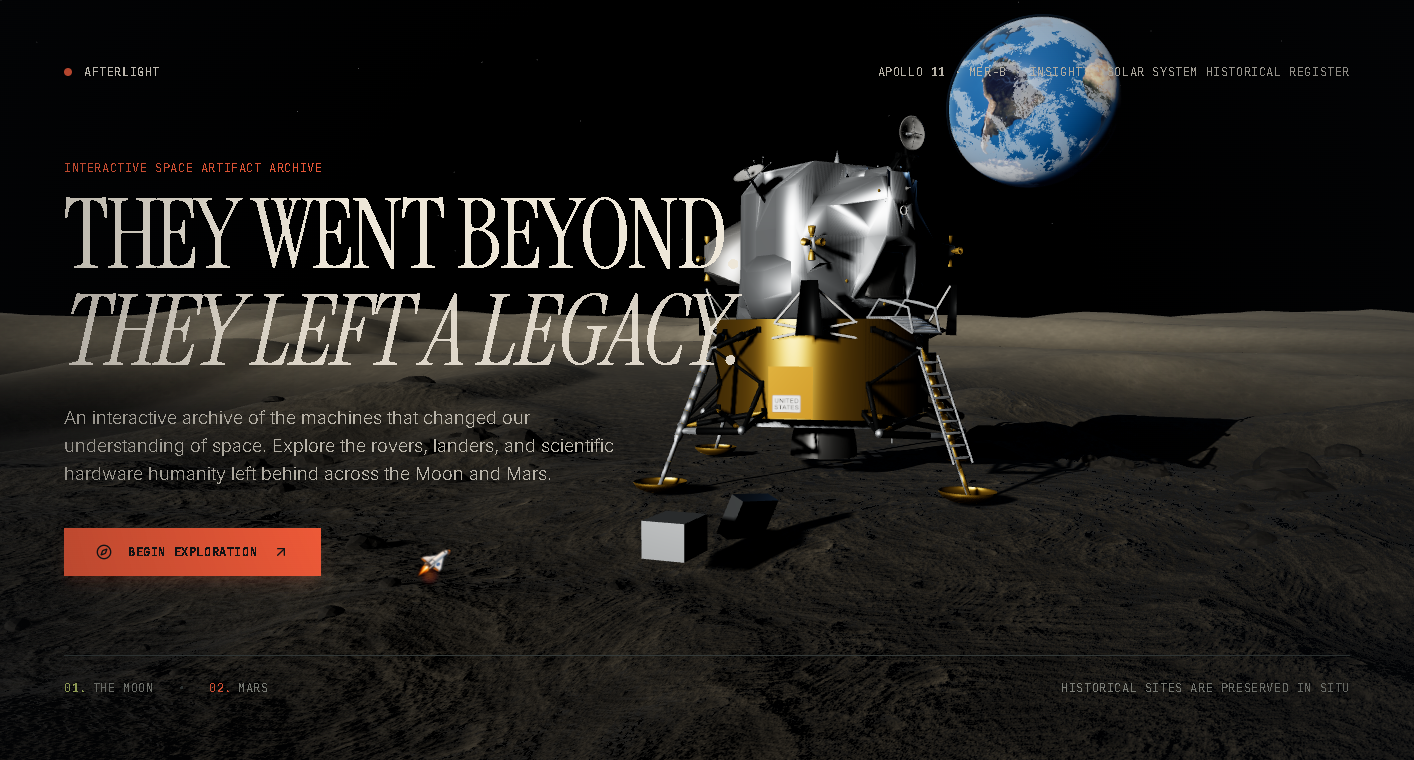 AFTERLIGHT
APOLLO 11 · MER-B · INSIGHT · SOLAR SYSTEM HISTORICAL REGISTER
INTERACTIVE SPACE ARTIFACT ARCHIVE
THEY WENT BEYOND
THEY LEFT A LEGACY.
An interactive archive of the machines that changed our
understanding of space. Explore the rovers, landers, and scientific
hardware humanity left behind across the Moon and Mars.
UNITED
STATES
BEGIN EXPLORATION
01. THE MOON · 02. MARS
HISTORICAL SITES ARE PRESERVED IN SITU